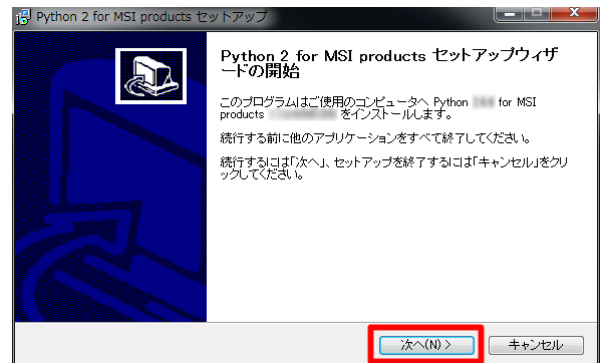 Python 2 for MSI products セットアップ
Python 2 for MSI products セットアップウィザ
ードの開始
このプログラムはご使用のコンピュータへ Python for MSI
products をインストールします。
続行する前に他のアプリケーションをすべて終了してください。
続行するには「次へ」、セットアップを終了するには「キャンセル」をクリ
ックしてください。
次へ(N) >
キャンセル